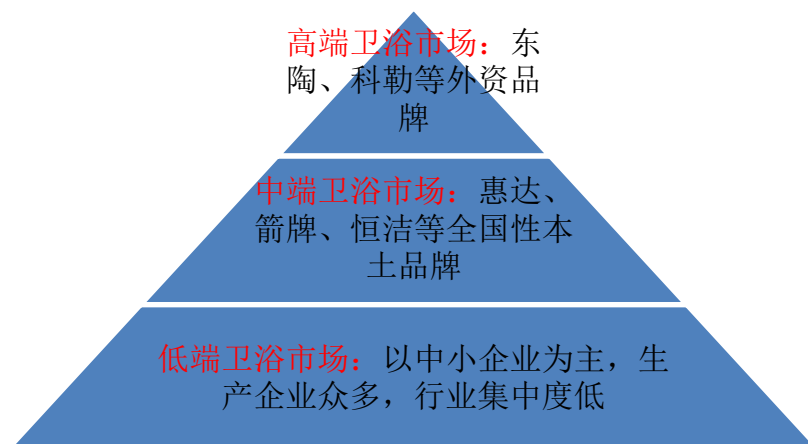 高端卫浴市场：东
陶、科勒等外资品
牌
中端卫浴市场：惠达、
箭牌、恒洁等全国性本
土品牌
低端卫浴市场：以中小企业为主，生
产企业众多，行业集中度低